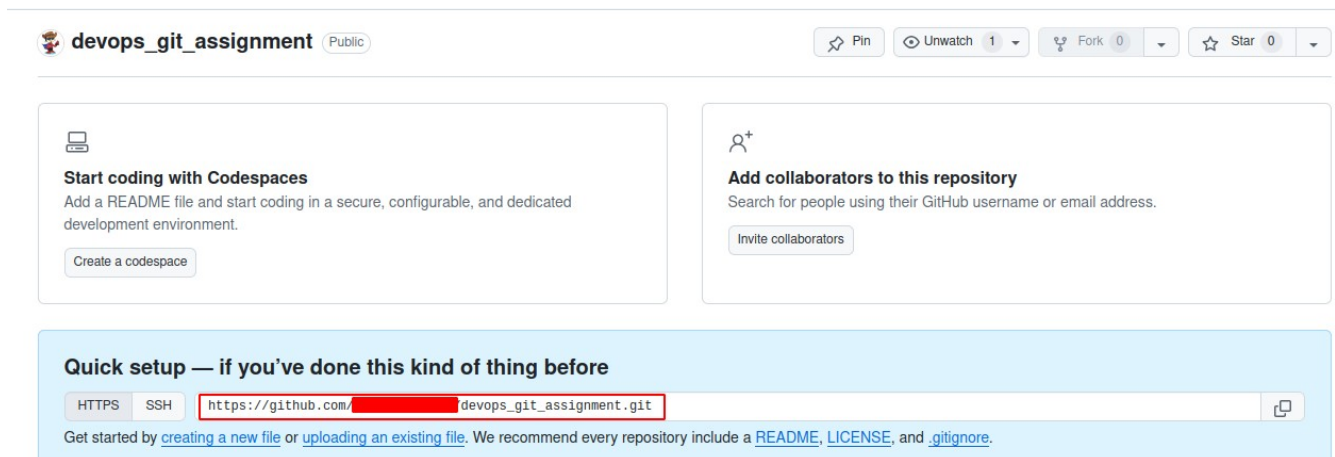 devops_git_assignment Public
Pin Unwatch 1 Fork 0 Star 0
Start coding with Codespaces
Add a README file and start coding in a secure, configurable, and dedicated
development environment.
Create a codespace
Add collaborators to this repository
Search for people using their GitHub username or email address.
Invite collaborators
Quick setup — if you've done this kind of thing before
HTTPS SSH https://github.com/ /devops_git_assignment.git
Get started by creating a new file or uploading an existing file. We recommend every repository include a README, LICENSE, and .gitignore.